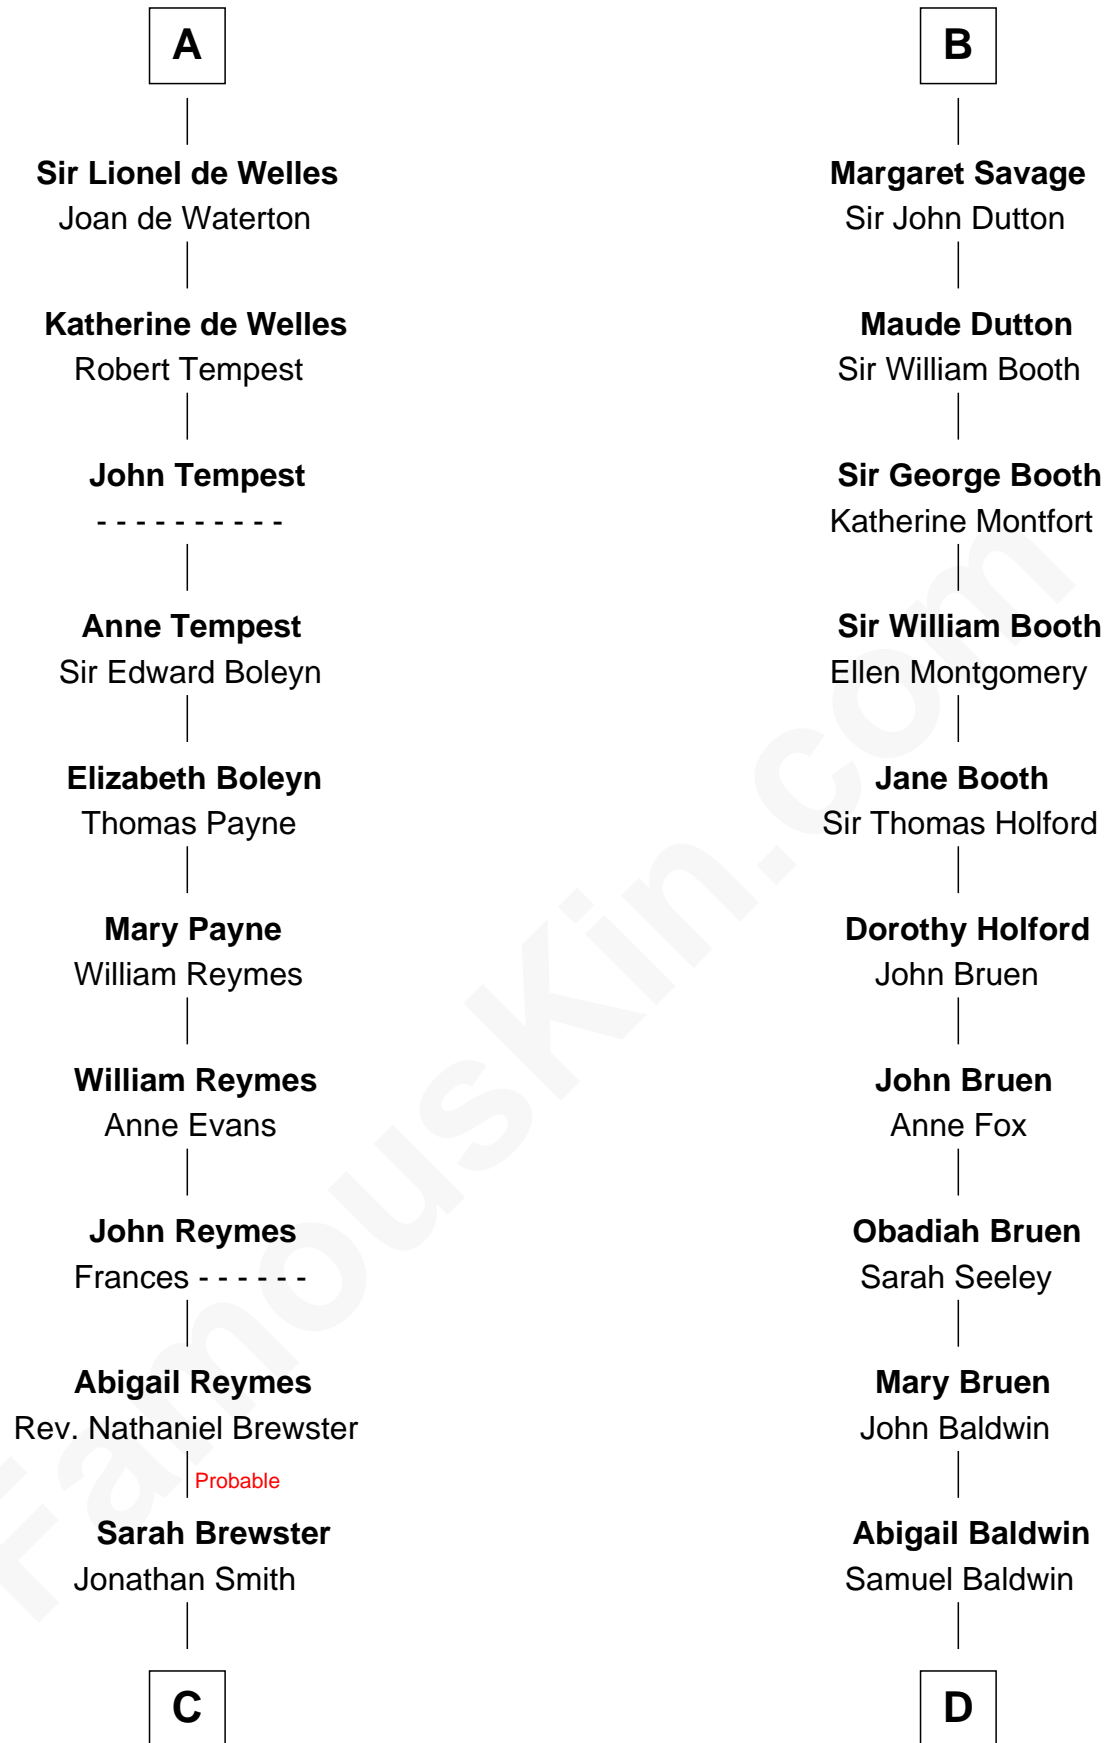 A
Sir Lionel de Welles
Joan de Waterton
Katherine de Welles
Robert Tempest
John Tempest
- - - - - - - - - -
Anne Tempest
Sir Edward Boleyn
Elizabeth Boleyn
Thomas Payne
Mary Payne
William Reymes
William Reymes
Anne Evans
John Reymes
Frances - - - - - -
Abigail Reymes
Rev. Nathaniel Brewster
Probable
Sarah Brewster
Jonathan Smith
C
B
Margaret Savage
Sir John Dutton
Maude Dutton
Sir William Booth
Sir George Booth
Katherine Montfort
Sir William Booth
Ellen Montgomery
Jane Booth
Sir Thomas Holford
Dorothy Holford
John Bruen
John Bruen
Anne Fox
Obadiah Bruen
Sarah Seeley
Mary Bruen
John Baldwin
Abigail Baldwin
Samuel Baldwin
D
FamousKin.com